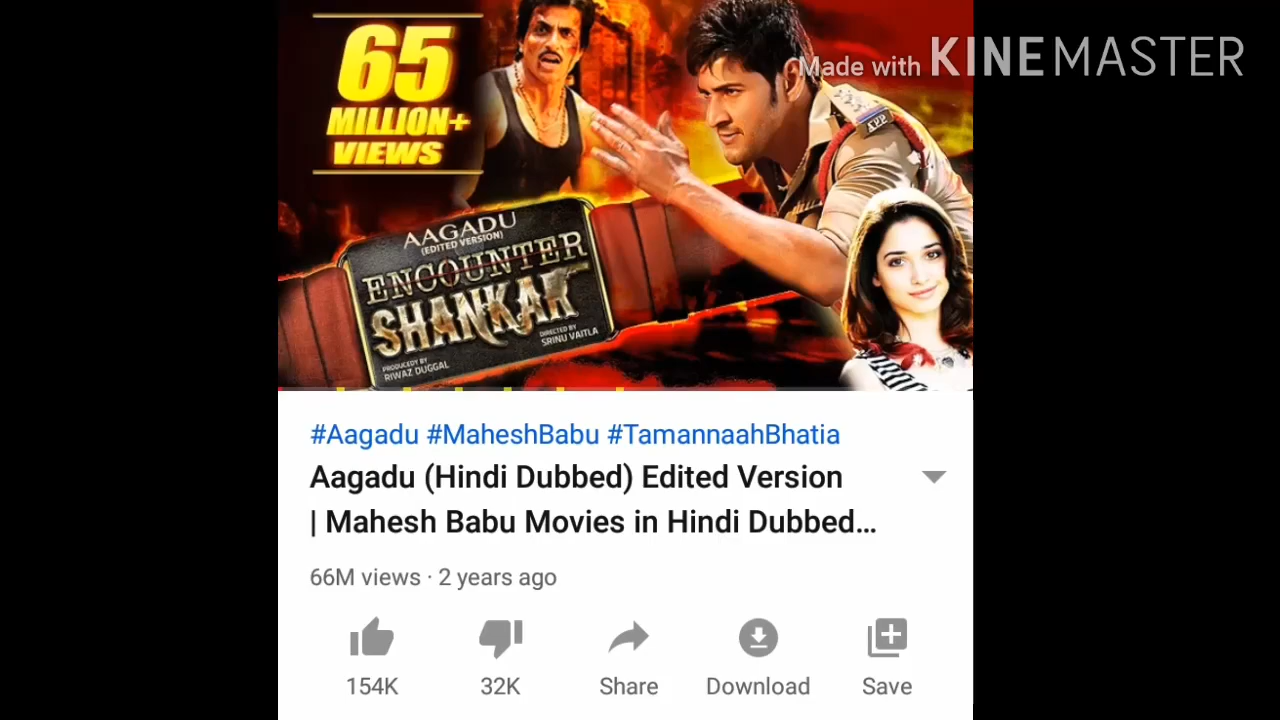 65
MILLION+
VIEWS
Made with KINEMASTER
AAGADU
(EDITED VERSION)
ENCOUNTER
SHANKAR
PRODUCEDY BY
RIWAZ DUGGAL
DIRECTED BY
SRINU VAITLA
#Aagadu #MaheshBabu #TamannaahBhatia
Aagadu (Hindi Dubbed) Edited Version
| Mahesh Babu Movies in Hindi Dubbed...
66M views · 2 years ago
154K
32K
Share
Download
Save